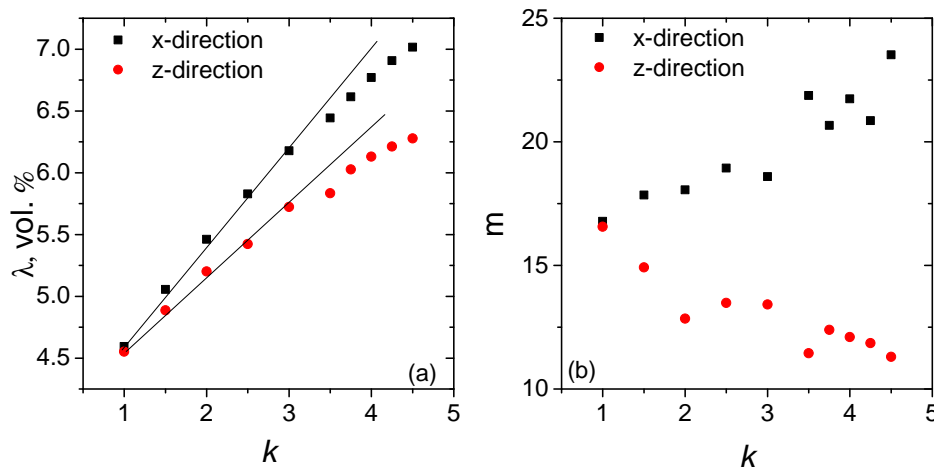 x-direction
z-direction
7.0
6.5
6.0
5.5
5.0
4.5
λ, vol. %
1 2 3 4 5
k
(a)
x-direction
z-direction
25
20
15
10
m
1 2 3 4 5
k
(b)